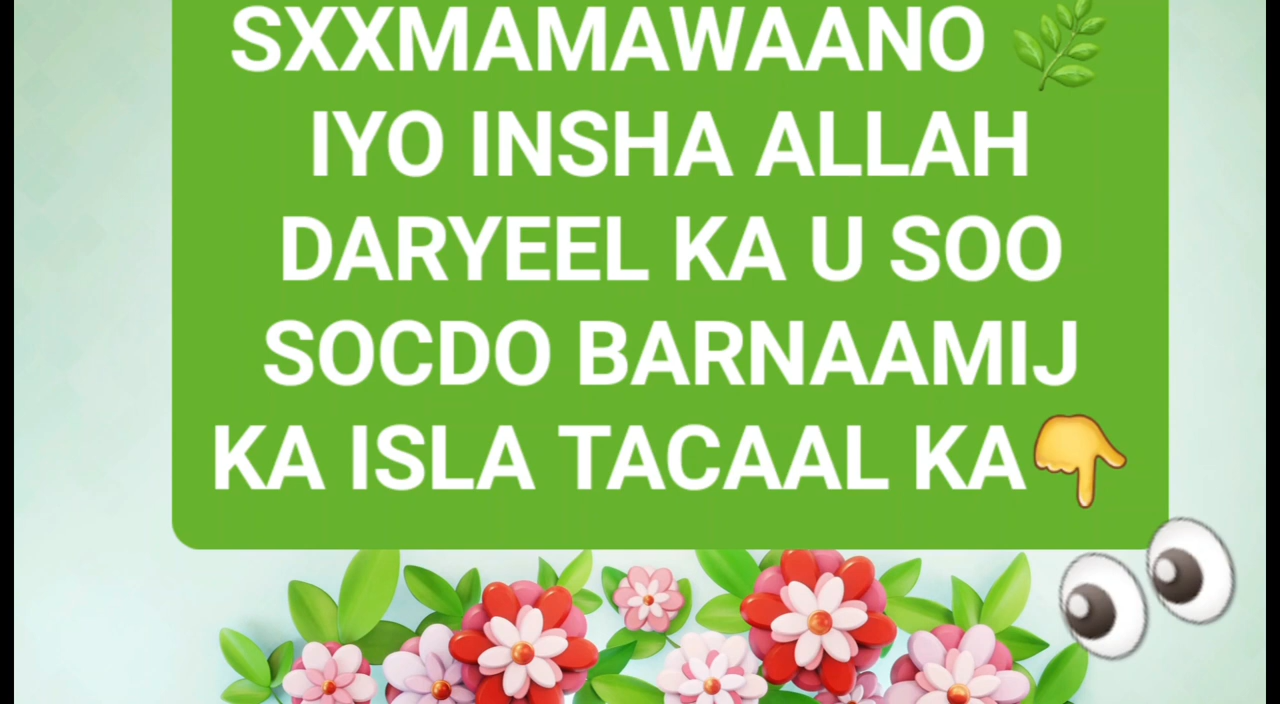 SXXMAMAWAANO 🌿
IYO INSHA ALLAH
DARYEEL KA U SOO
SOCDO BARNAAMIJ
KA ISLA TACAAL KA👇